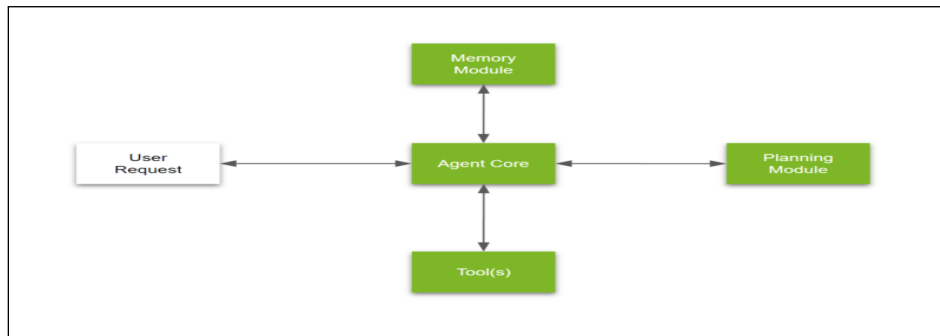 Memory
Module
User
Request
Agent Core
Planning
Module
Tool(s)